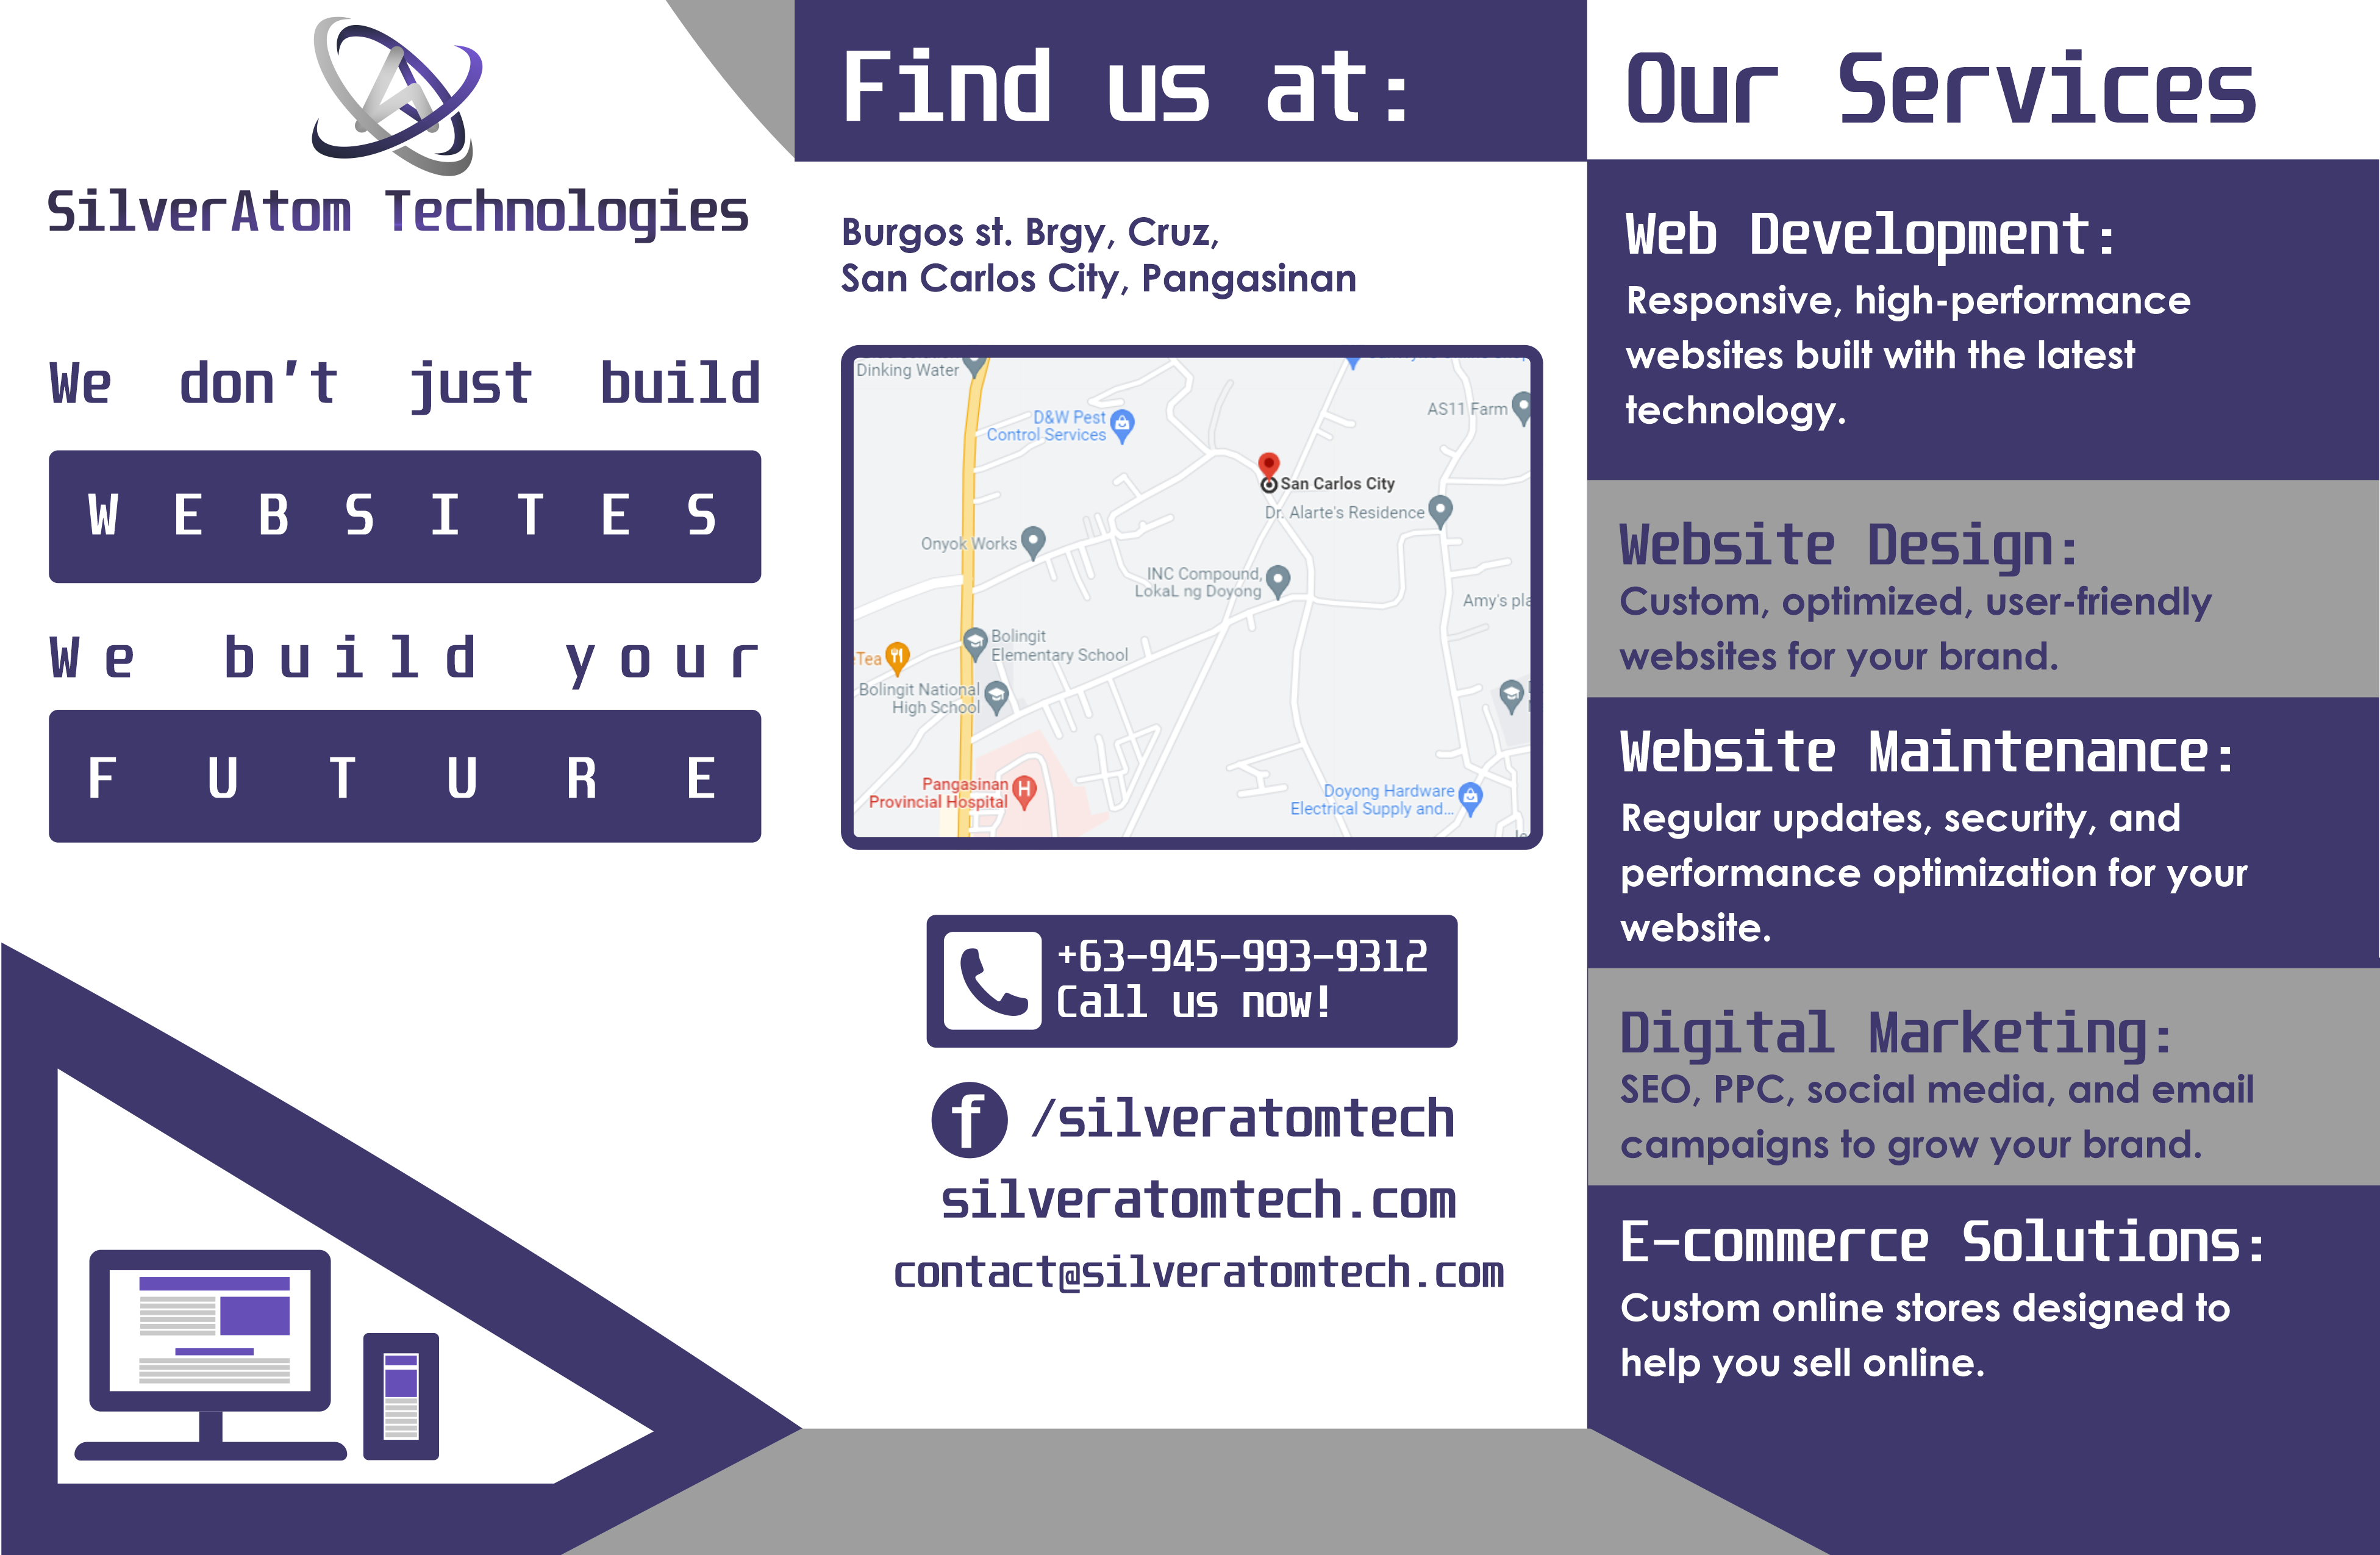 SilverAtom Technologies
We don't just build
WEBSITES
We build your
FUTURE
Find us at:
Burgos st. Brgy, Cruz,
San Carlos City, Pangasinan
Dinking Water
D&W Pest
Control Services
AS11 Farm
San Carlos City
Dr. Alarte's Residence
Onyok Works
INC Compound,
LokaL ng Doyong
Amy's
Bolingit
Elementary School
Tea
Bolingit National
High School
Pangasinan
Provincial Hospital
H
Doyong Hardware
Electrical Supply and...
+63-945-993-9312
Call us now!
f /silveratomtech
silveratomtech.com
contact@silveratomtech.com
Our Services
Web Development:
Responsive, high-performance
websites built with the latest
technology.
Website Design:
Custom, optimized, user-friendly
websites for your brand.
Website Maintenance:
Regular updates, security, and
performance optimization for your
website.
Digital Marketing:
SEO, PPC, social media, and email
campaigns to grow your brand.
E-commerce Solutions:
Custom online stores designed to
help you sell online.